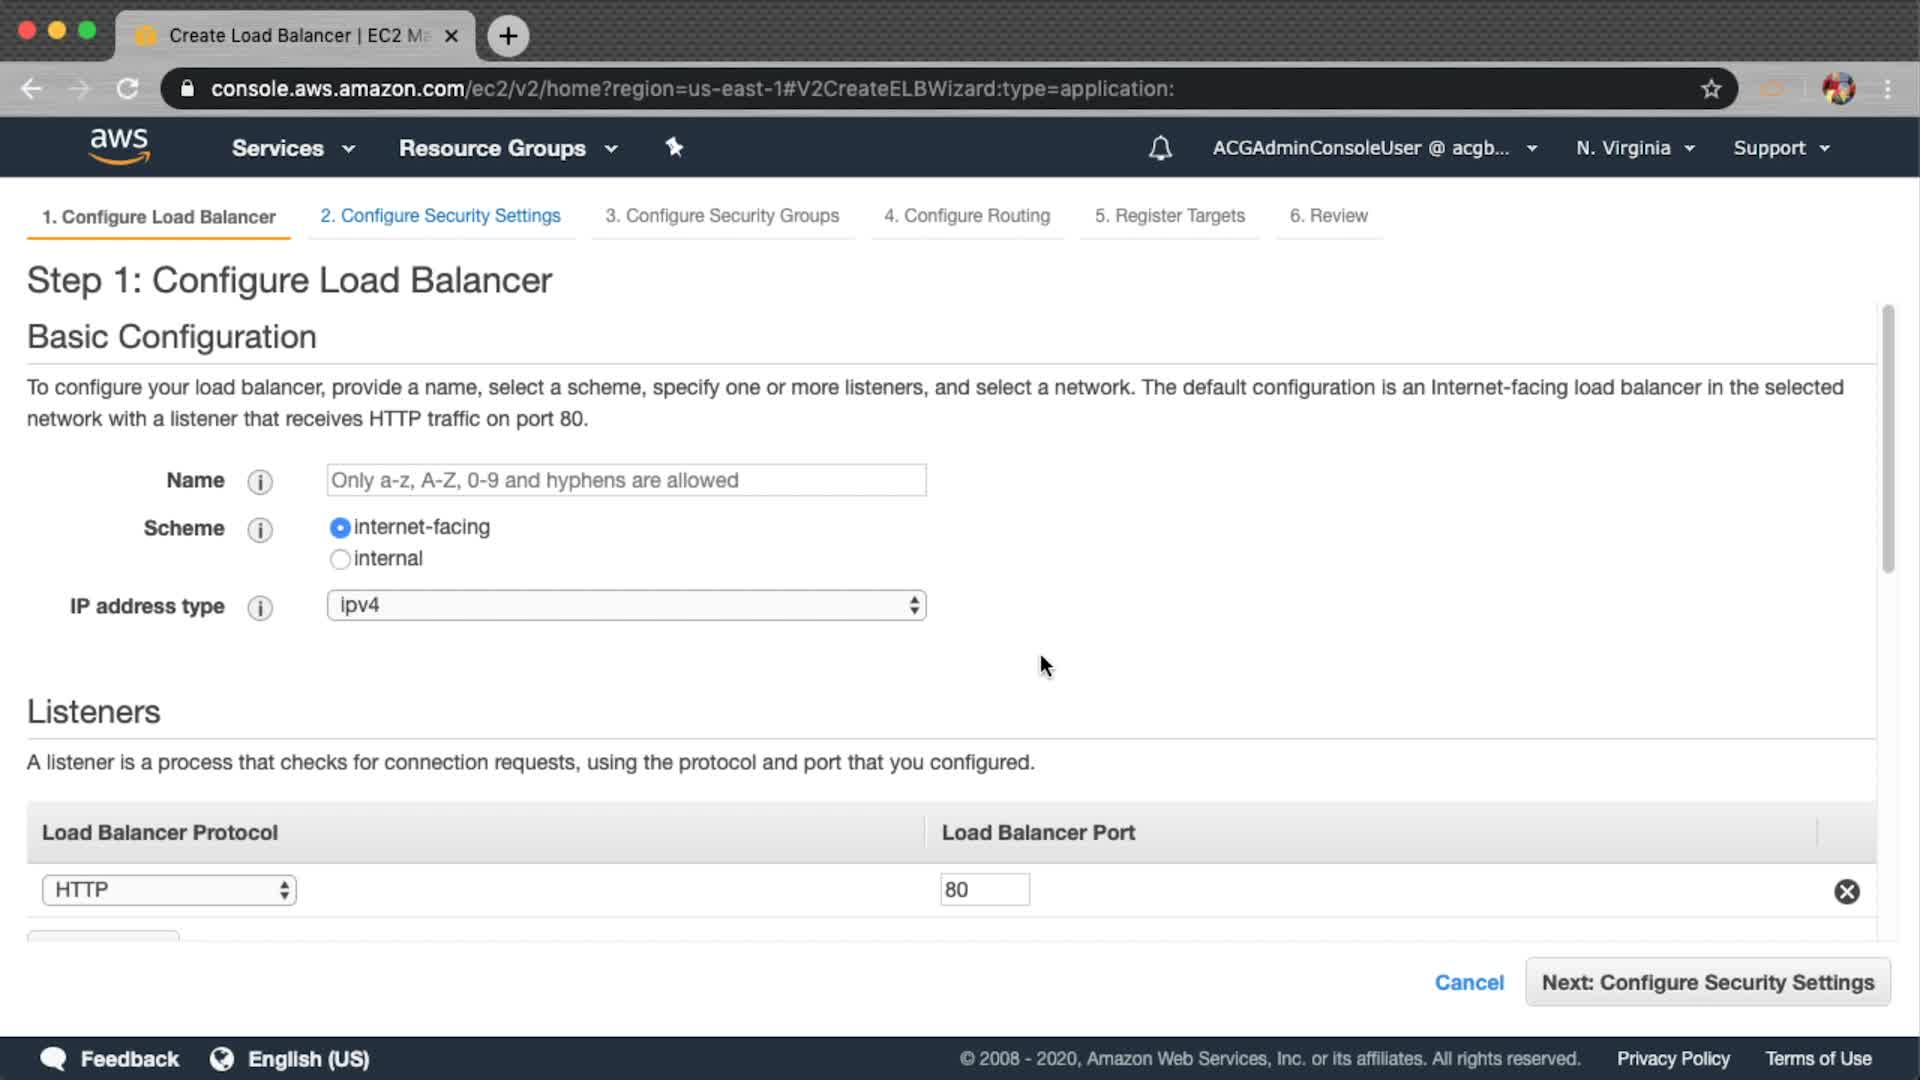 Create Load Balancer | EC2 Ma
console.aws.amazon.com/ec2/v2/home?region=us-east-1#V2CreateELBWizard:type=application:
aws
Services
Resource Groups
ACGAdminConsoleUser @ acgb...
N. Virginia
Support
1. Configure Load Balancer
2. Configure Security Settings
3. Configure Security Groups
4. Configure Routing
5. Register Targets
6. Review
Step 1: Configure Load Balancer
Basic Configuration
To configure your load balancer, provide a name, select a scheme, specify one or more listeners, and select a network. The default configuration is an Internet-facing load balancer in the selected
network with a listener that receives HTTP traffic on port 80.
Name
Only a-z, A-Z, 0-9 and hyphens are allowed
Scheme
internet-facing
internal
IP address type
ipv4
Listeners
A listener is a process that checks for connection requests, using the protocol and port that you configured.
Load Balancer Protocol
Load Balancer Port
HTTP
80
Cancel
Next: Configure Security Settings
Feedback
English (US)
© 2008 - 2020, Amazon Web Services, Inc. or its affiliates. All rights reserved.
Privacy Policy
Terms of Use